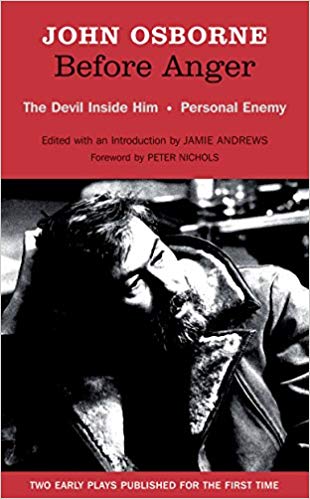 JOHN OSBORNE
Before Anger
The Devil Inside Him • Personal Enemy
Edited with an Introduction by JAMIE ANDREWS
Foreword by PETER NICHOLS
TWO EARLY PLAYS PUBLISHED FOR THE FIRST TIME